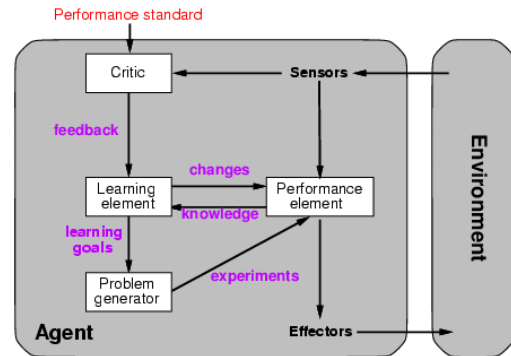 Performance standard
Critic
Sensors
feedback
changes
Learning
element
Performance
element
knowledge
learning
goals
experiments
Problem
generator
Agent
Effectors
Environment